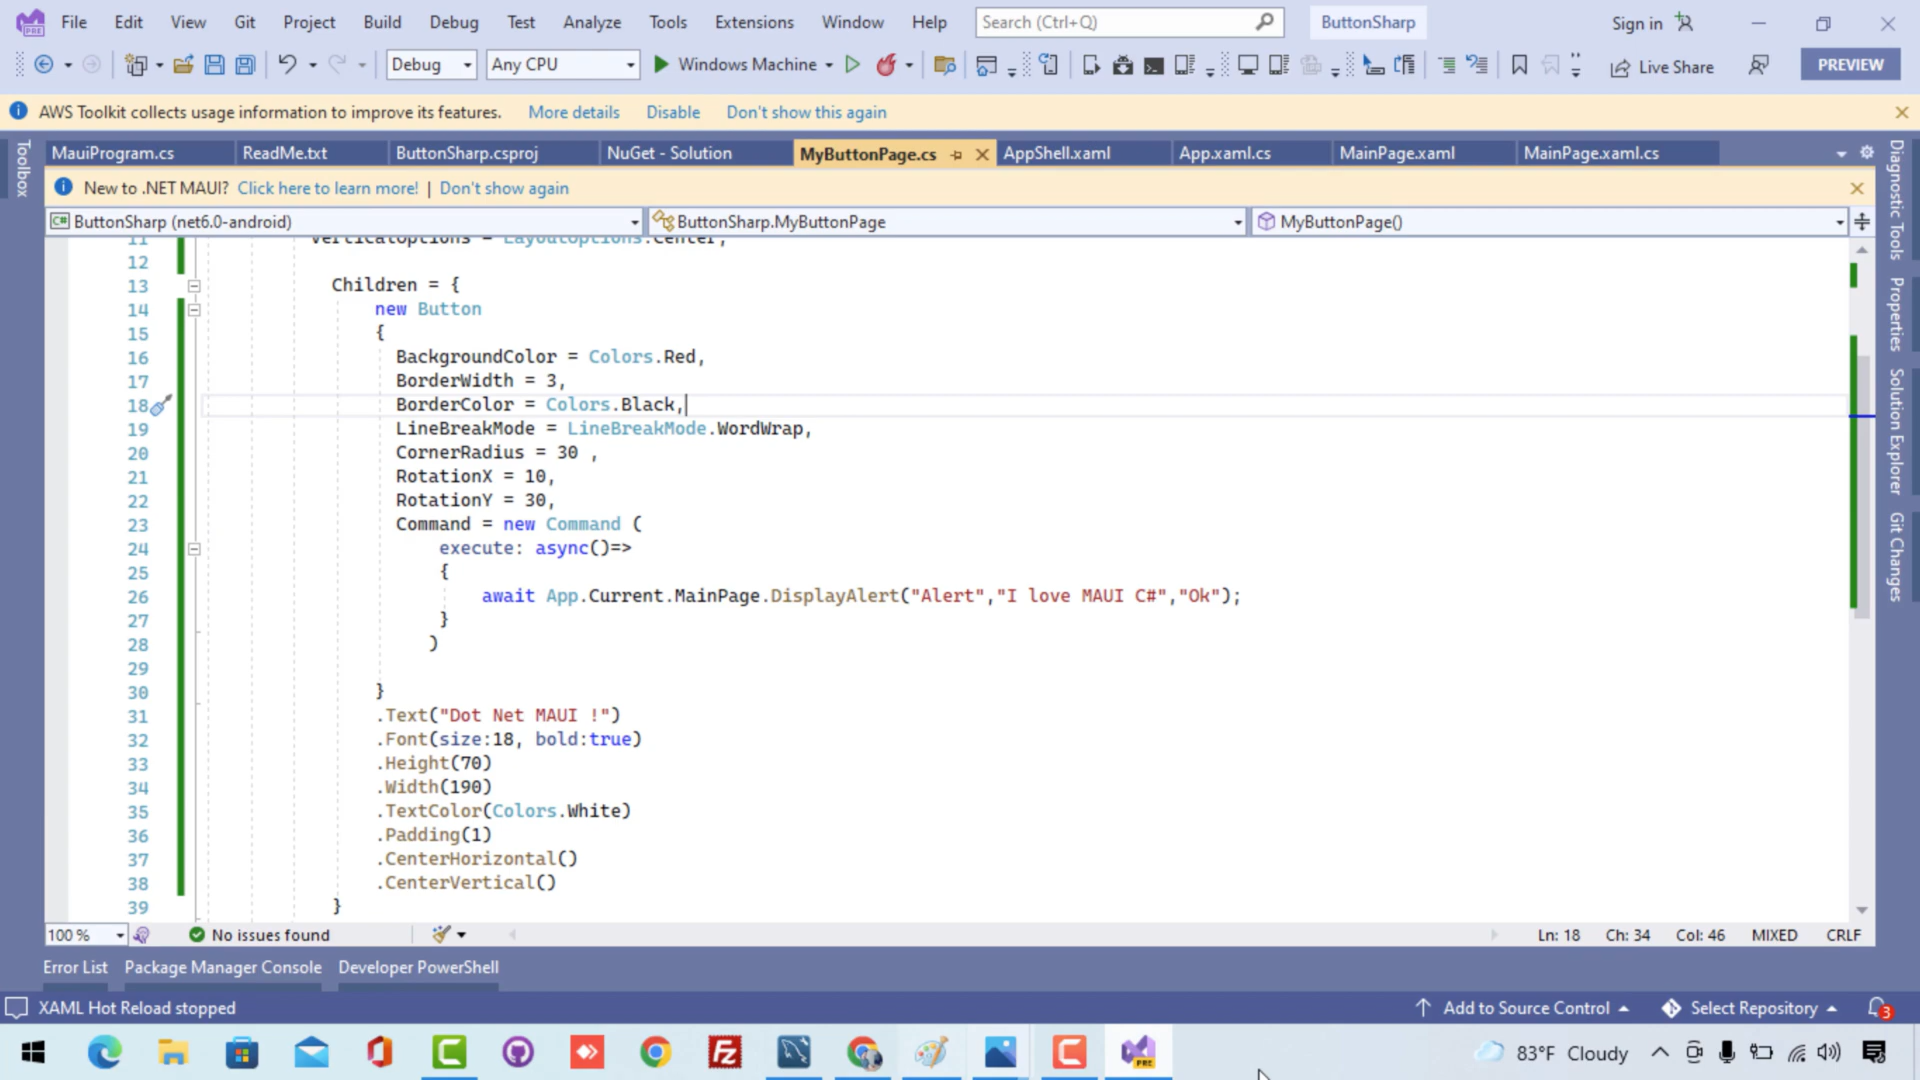 File Edit View Git Project Build Debug Test Analyze Tools Extensions Window Help Search (Ctrl+Q) ButtonSharp Sign in
Debug Any CPU Windows Machine Live Share PREVIEW
AWS Toolkit collects usage information to improve its features. More details Disable Don't show this again
Toolbox
MauiProgram.cs ReadMe.txt ButtonSharp.csproj NuGet - Solution MyButtonPage.cs AppShell.xaml App.xaml.cs MainPage.xaml MainPage.xaml.cs
New to .NET MAUI? Click here to learn more! | Don't show again
ButtonSharp (net6.0-android) ButtonSharp.MyButtonPage MyButtonPage()
11 VerticalOptions = LayoutOptions.Center,
12
13 Children = {
14 new Button
15 {
16 BackgroundColor = Colors.Red,
17 BorderWidth = 3,
18 BorderColor = Colors.Black,
19 LineBreakMode = LineBreakMode.WordWrap,
20 CornerRadius = 30 ,
21 RotationX = 10,
22 RotationY = 30,
23 Command = new Command (
24 execute: async()=>
25 {
26 await App.Current.MainPage.DisplayAlert("Alert","I love MAUI C#","Ok");
27 }
28 )
29
30 }
31 .Text("Dot Net MAUI !")
32 .Font(size:18, bold:true)
33 .Height(70)
34 .Width(190)
35 .TextColor(Colors.White)
36 .Padding(1)
37 .CenterHorizontal()
38 .CenterVertical()
39 }
Diagnostic Tools
Properties
Solution Explorer
Git Changes
100 % No issues found Ln: 18 Ch: 34 Col: 46 MIXED CRLF
Error List Package Manager Console Developer PowerShell
XAML Hot Reload stopped Add to Source Control Select Repository 3
83°F Cloudy